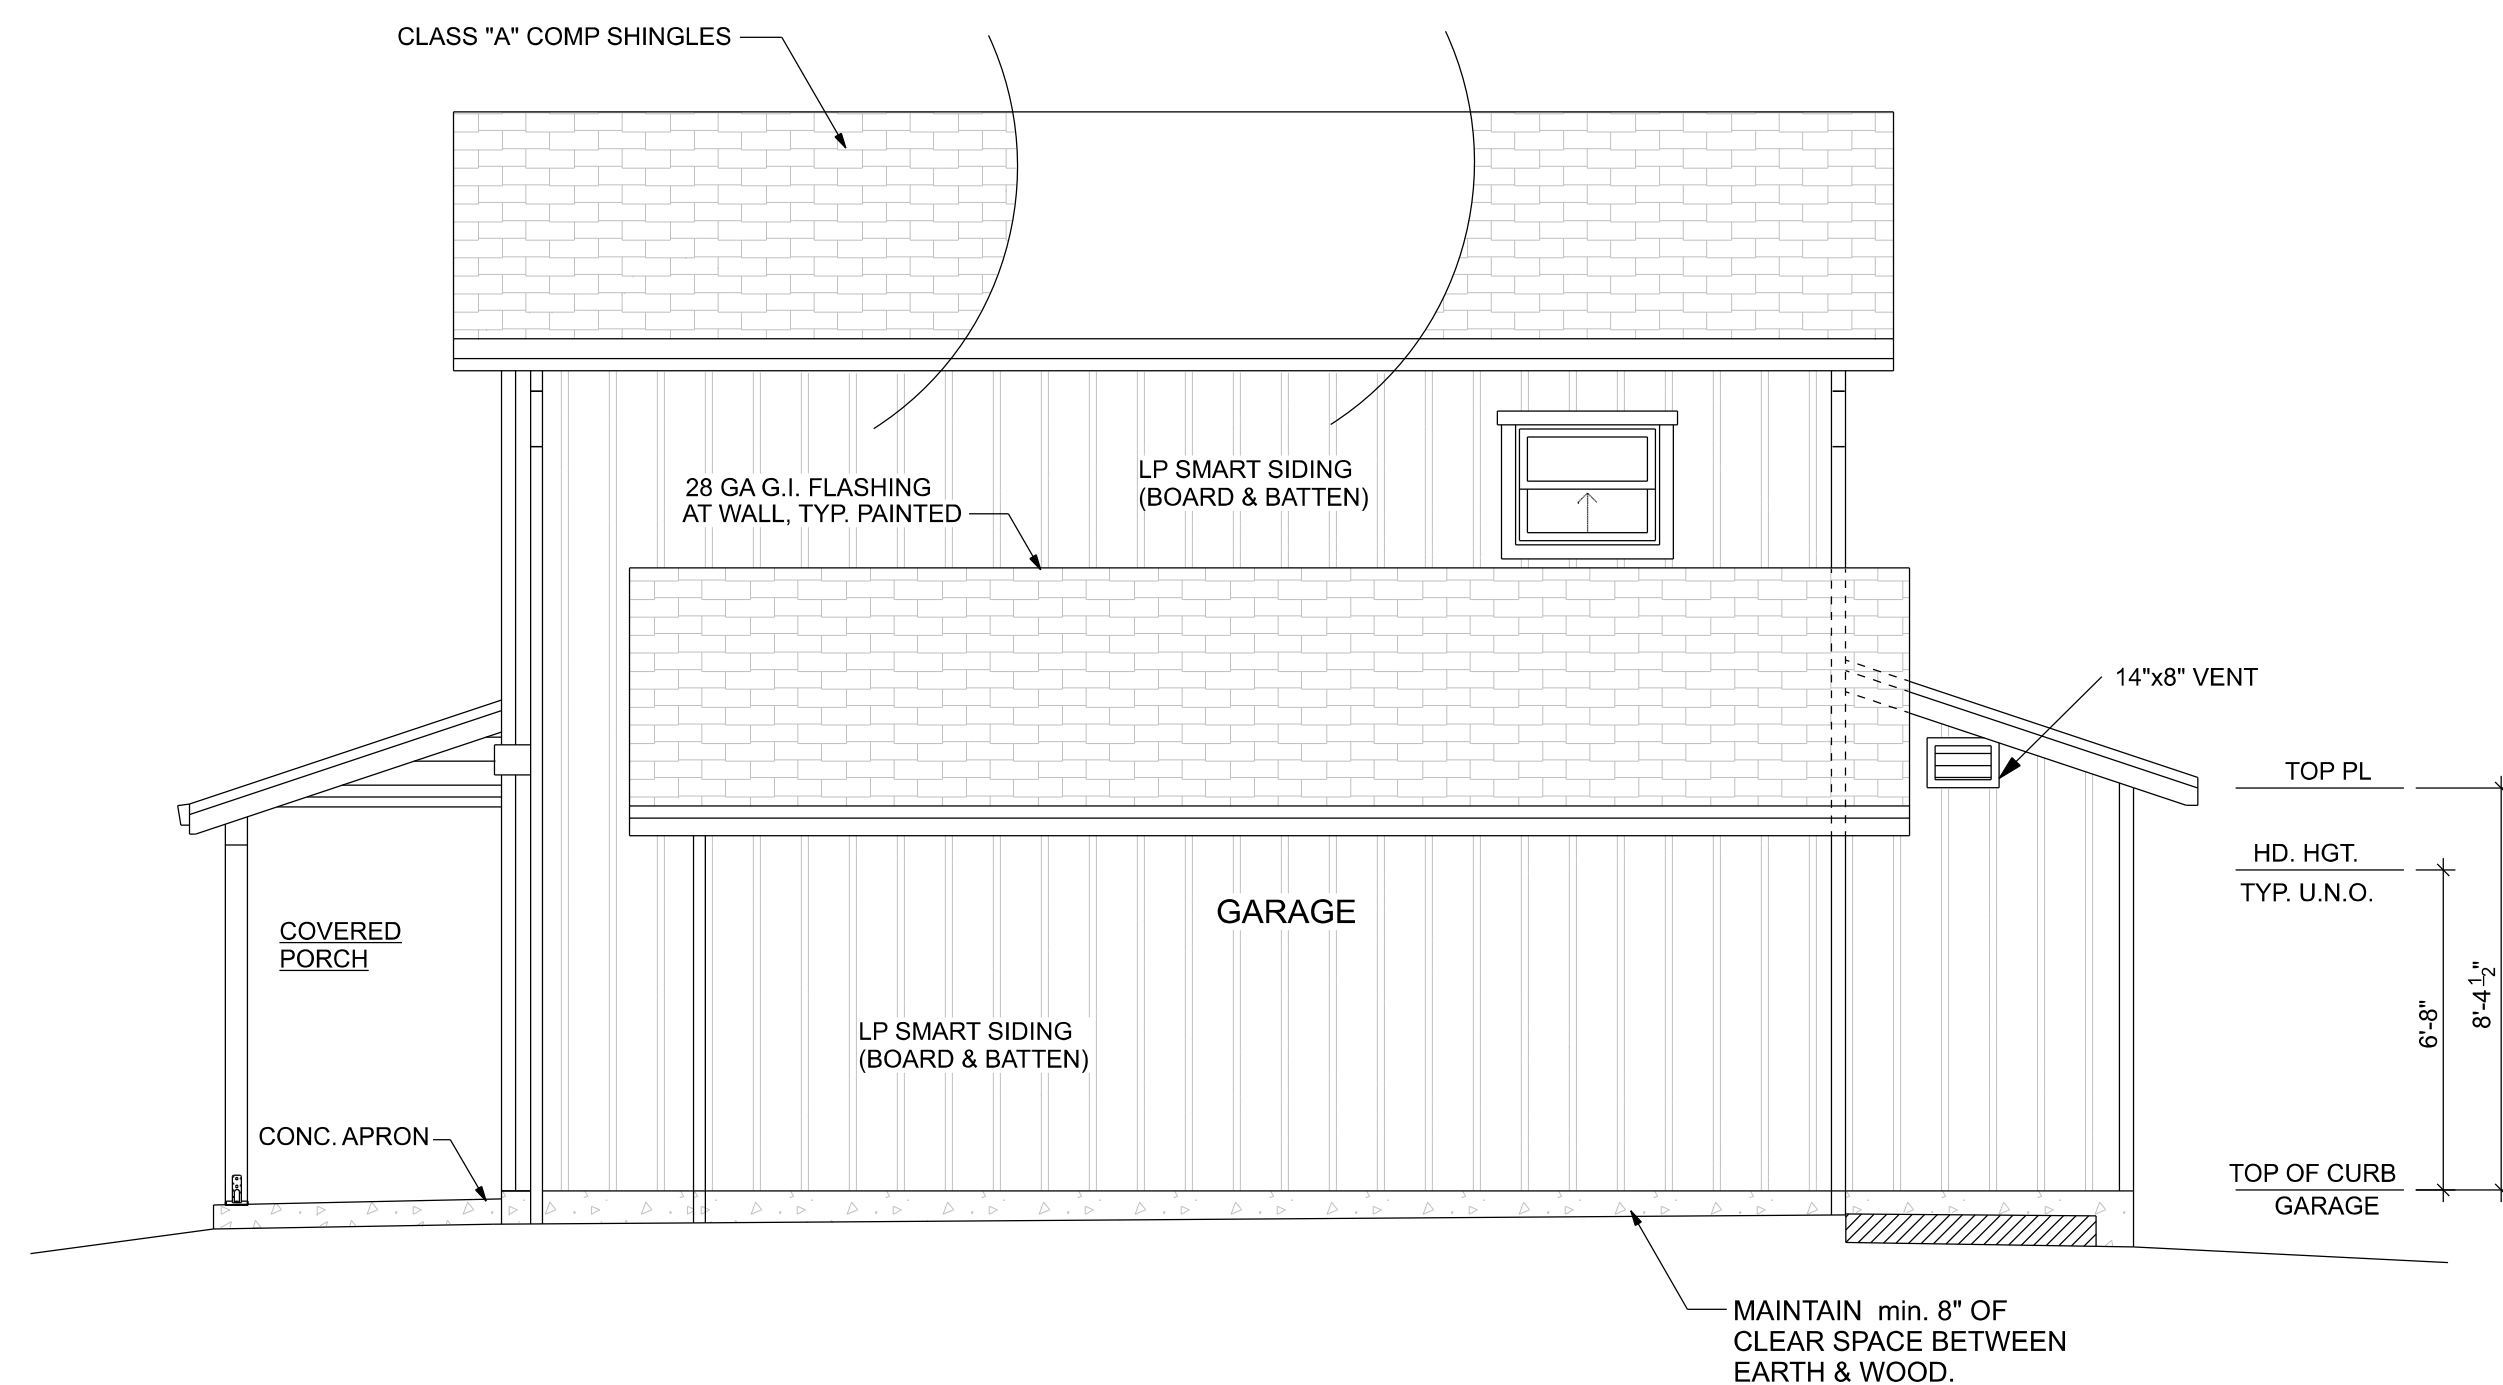 CLASS "A" COMP SHINGLES
28 GA G.I. FLASHING
AT WALL, TYP. PAINTED
LP SMART SIDING
(BOARD & BATTEN)
14"x8" VENT
TOP PL
HD. HGT.
TYP. U.N.O.
GARAGE
COVERED
PORCH
6'-8"
8'-4 1/2"
LP SMART SIDING
(BOARD & BATTEN)
CONC. APRON
TOP OF CURB
GARAGE
MAINTAIN min. 8" OF
CLEAR SPACE BETWEEN
EARTH & WOOD.